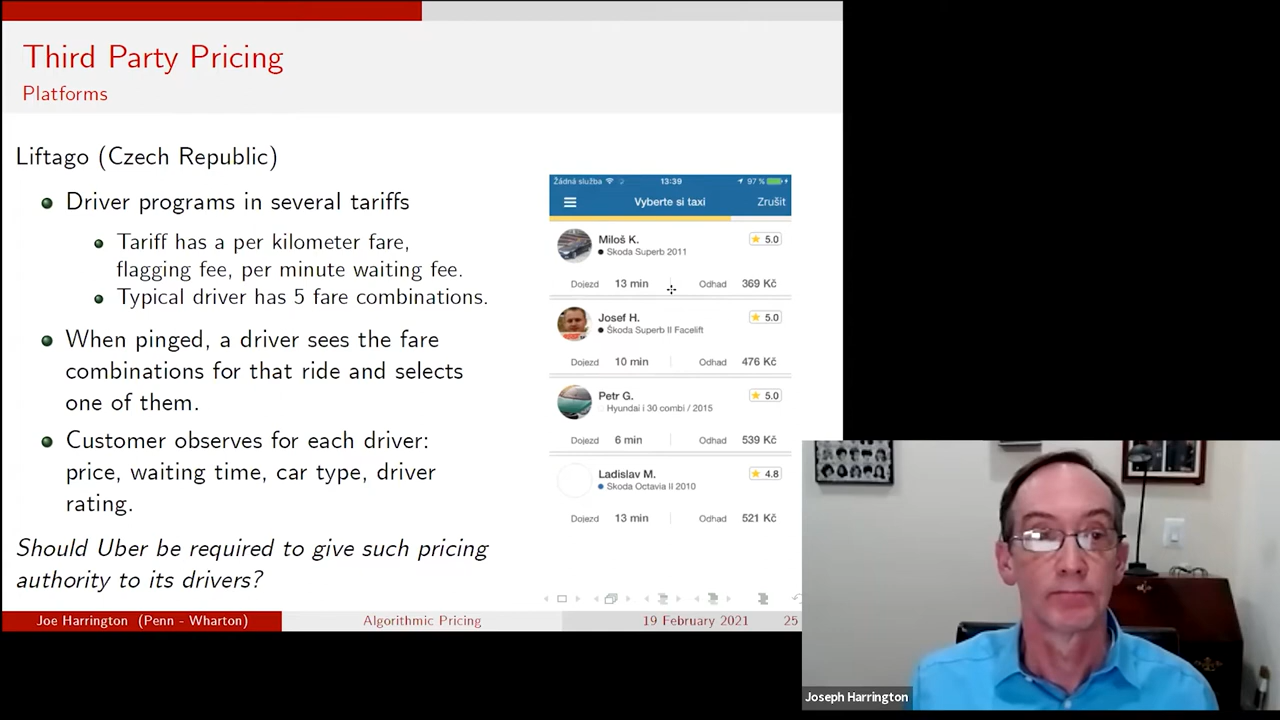 Third Party Pricing
Platforms
Liftago (Czech Republic)
Driver programs in several tariffs
Tariff has a per kilometer fare,
flagging fee, per minute waiting fee.
Typical driver has 5 fare combinations.
When pinged, a driver sees the fare
combinations for that ride and selects
one of them.
Customer observes for each driver:
price, waiting time, car type, driver
rating.
Should Uber be required to give such pricing
authority to its drivers?
Žádná služba 13:39 97 %
Vyberte si taxi Zrušit
Miloš K. 5.0
Skoda Superb 2011
Dojezd 13 min Odhad 369 Kč
Josef H. 5.0
Škoda Superb II Facelift
Dojezd 10 min Odhad 476 Kč
Petr G. 5.0
Hyundai i 30 combi / 2015
Dojezd 6 min Odhad 539 Kč
Ladislav M. 4.8
Skoda Octavia II 2010
Dojezd 13 min Odhad 521 Kč
Joe Harrington (Penn - Wharton) Algorithmic Pricing 19 February 2021 25
Joseph Harrington